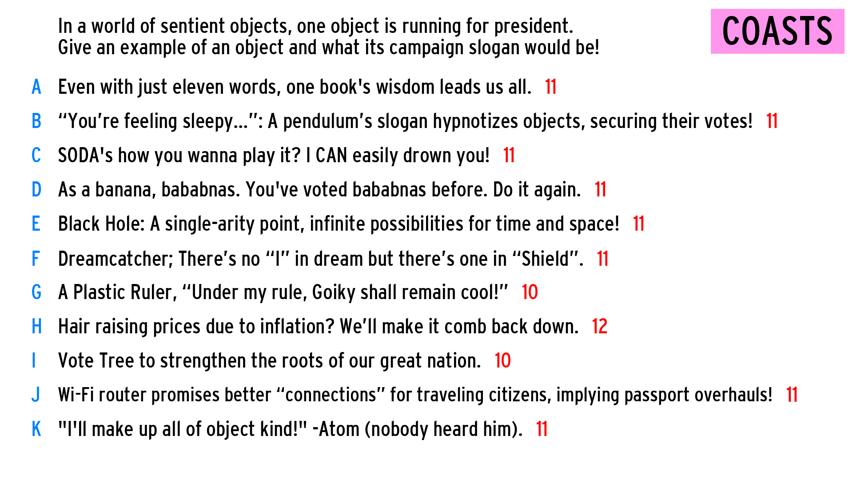 In a world of sentient objects, one object is running for president.
Give an example of an object and what its campaign slogan would be!
COASTS
A Even with just eleven words, one book's wisdom leads us all. 11
B “You’re feeling sleepy...”: A pendulum’s slogan hypnotizes objects, securing their votes! 11
C SODA's how you wanna play it? I CAN easily drown you! 11
D As a banana, bababnas. You've voted bababnas before. Do it again. 11
E Black Hole: A single-arity point, infinite possibilities for time and space! 11
F Dreamcatcher; There’s no “I” in dream but there’s one in “Shield”. 11
G A Plastic Ruler, “Under my rule, Goiky shall remain cool!” 10
H Hair raising prices due to inflation? We’ll make it comb back down. 12
I Vote Tree to strengthen the roots of our great nation. 10
J Wi-Fi router promises better “connections” for traveling citizens, implying passport overhauls! 11
K "I'll make up all of object kind!" -Atom (nobody heard him). 11